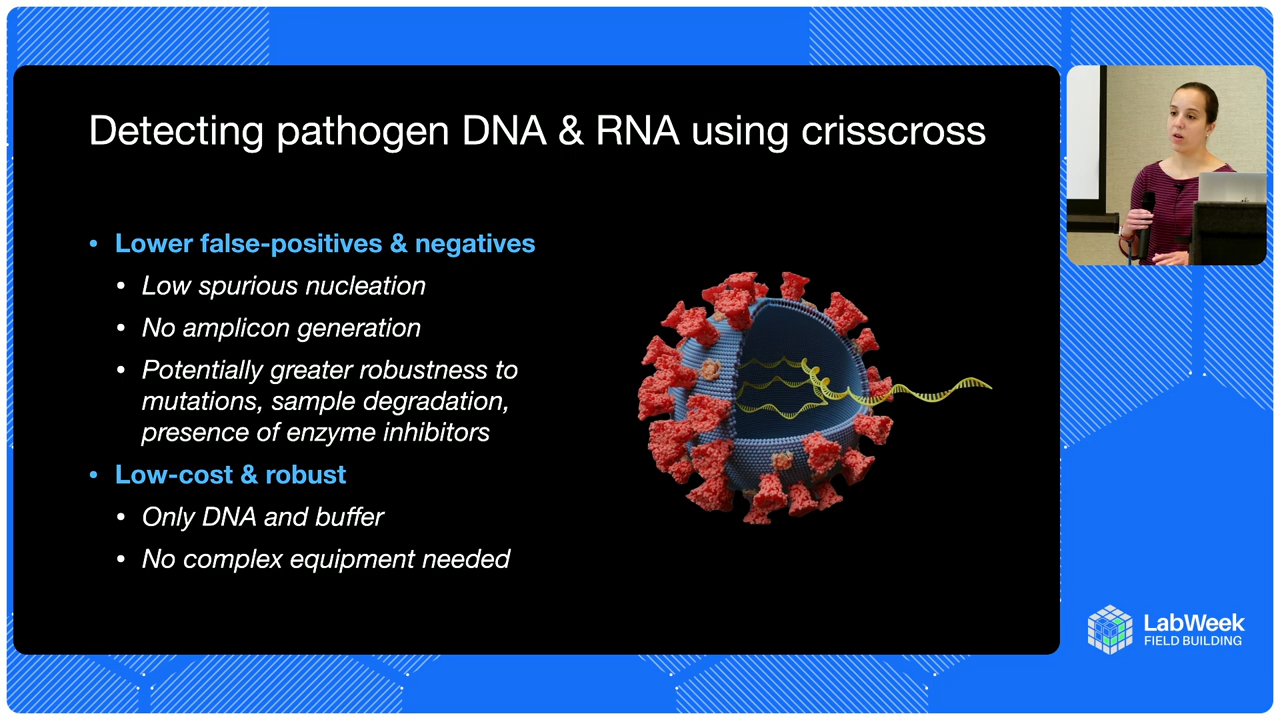 Detecting pathogen DNA & RNA using crisscross
• Lower false-positives & negatives
• Low spurious nucleation
• No amplicon generation
• Potentially greater robustness to
mutations, sample degradation,
presence of enzyme inhibitors
• Low-cost & robust
• Only DNA and buffer
• No complex equipment needed
LabWeek
FIELD BUILDING